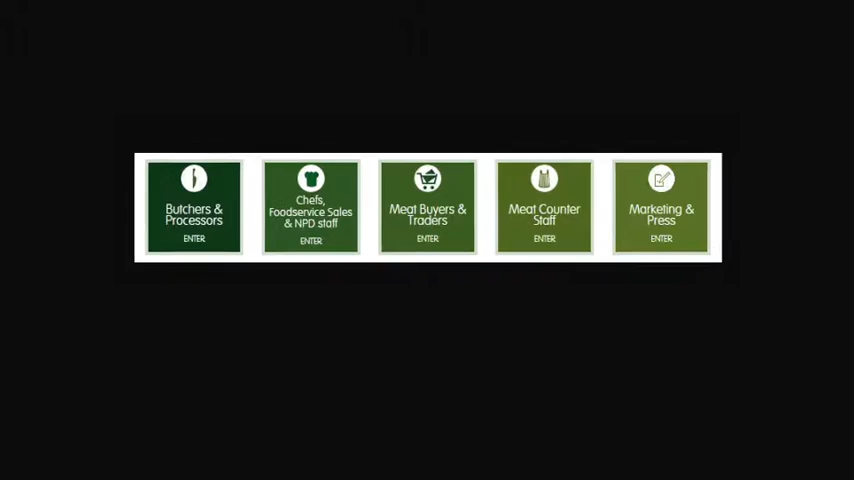 Butchers &
Processors
ENTER
Chefs,
Foodservice Sales
& NPD staff
ENTER
Meat Buyers &
Traders
ENTER
Meat Counter
Staff
ENTER
Marketing &
Press
ENTER